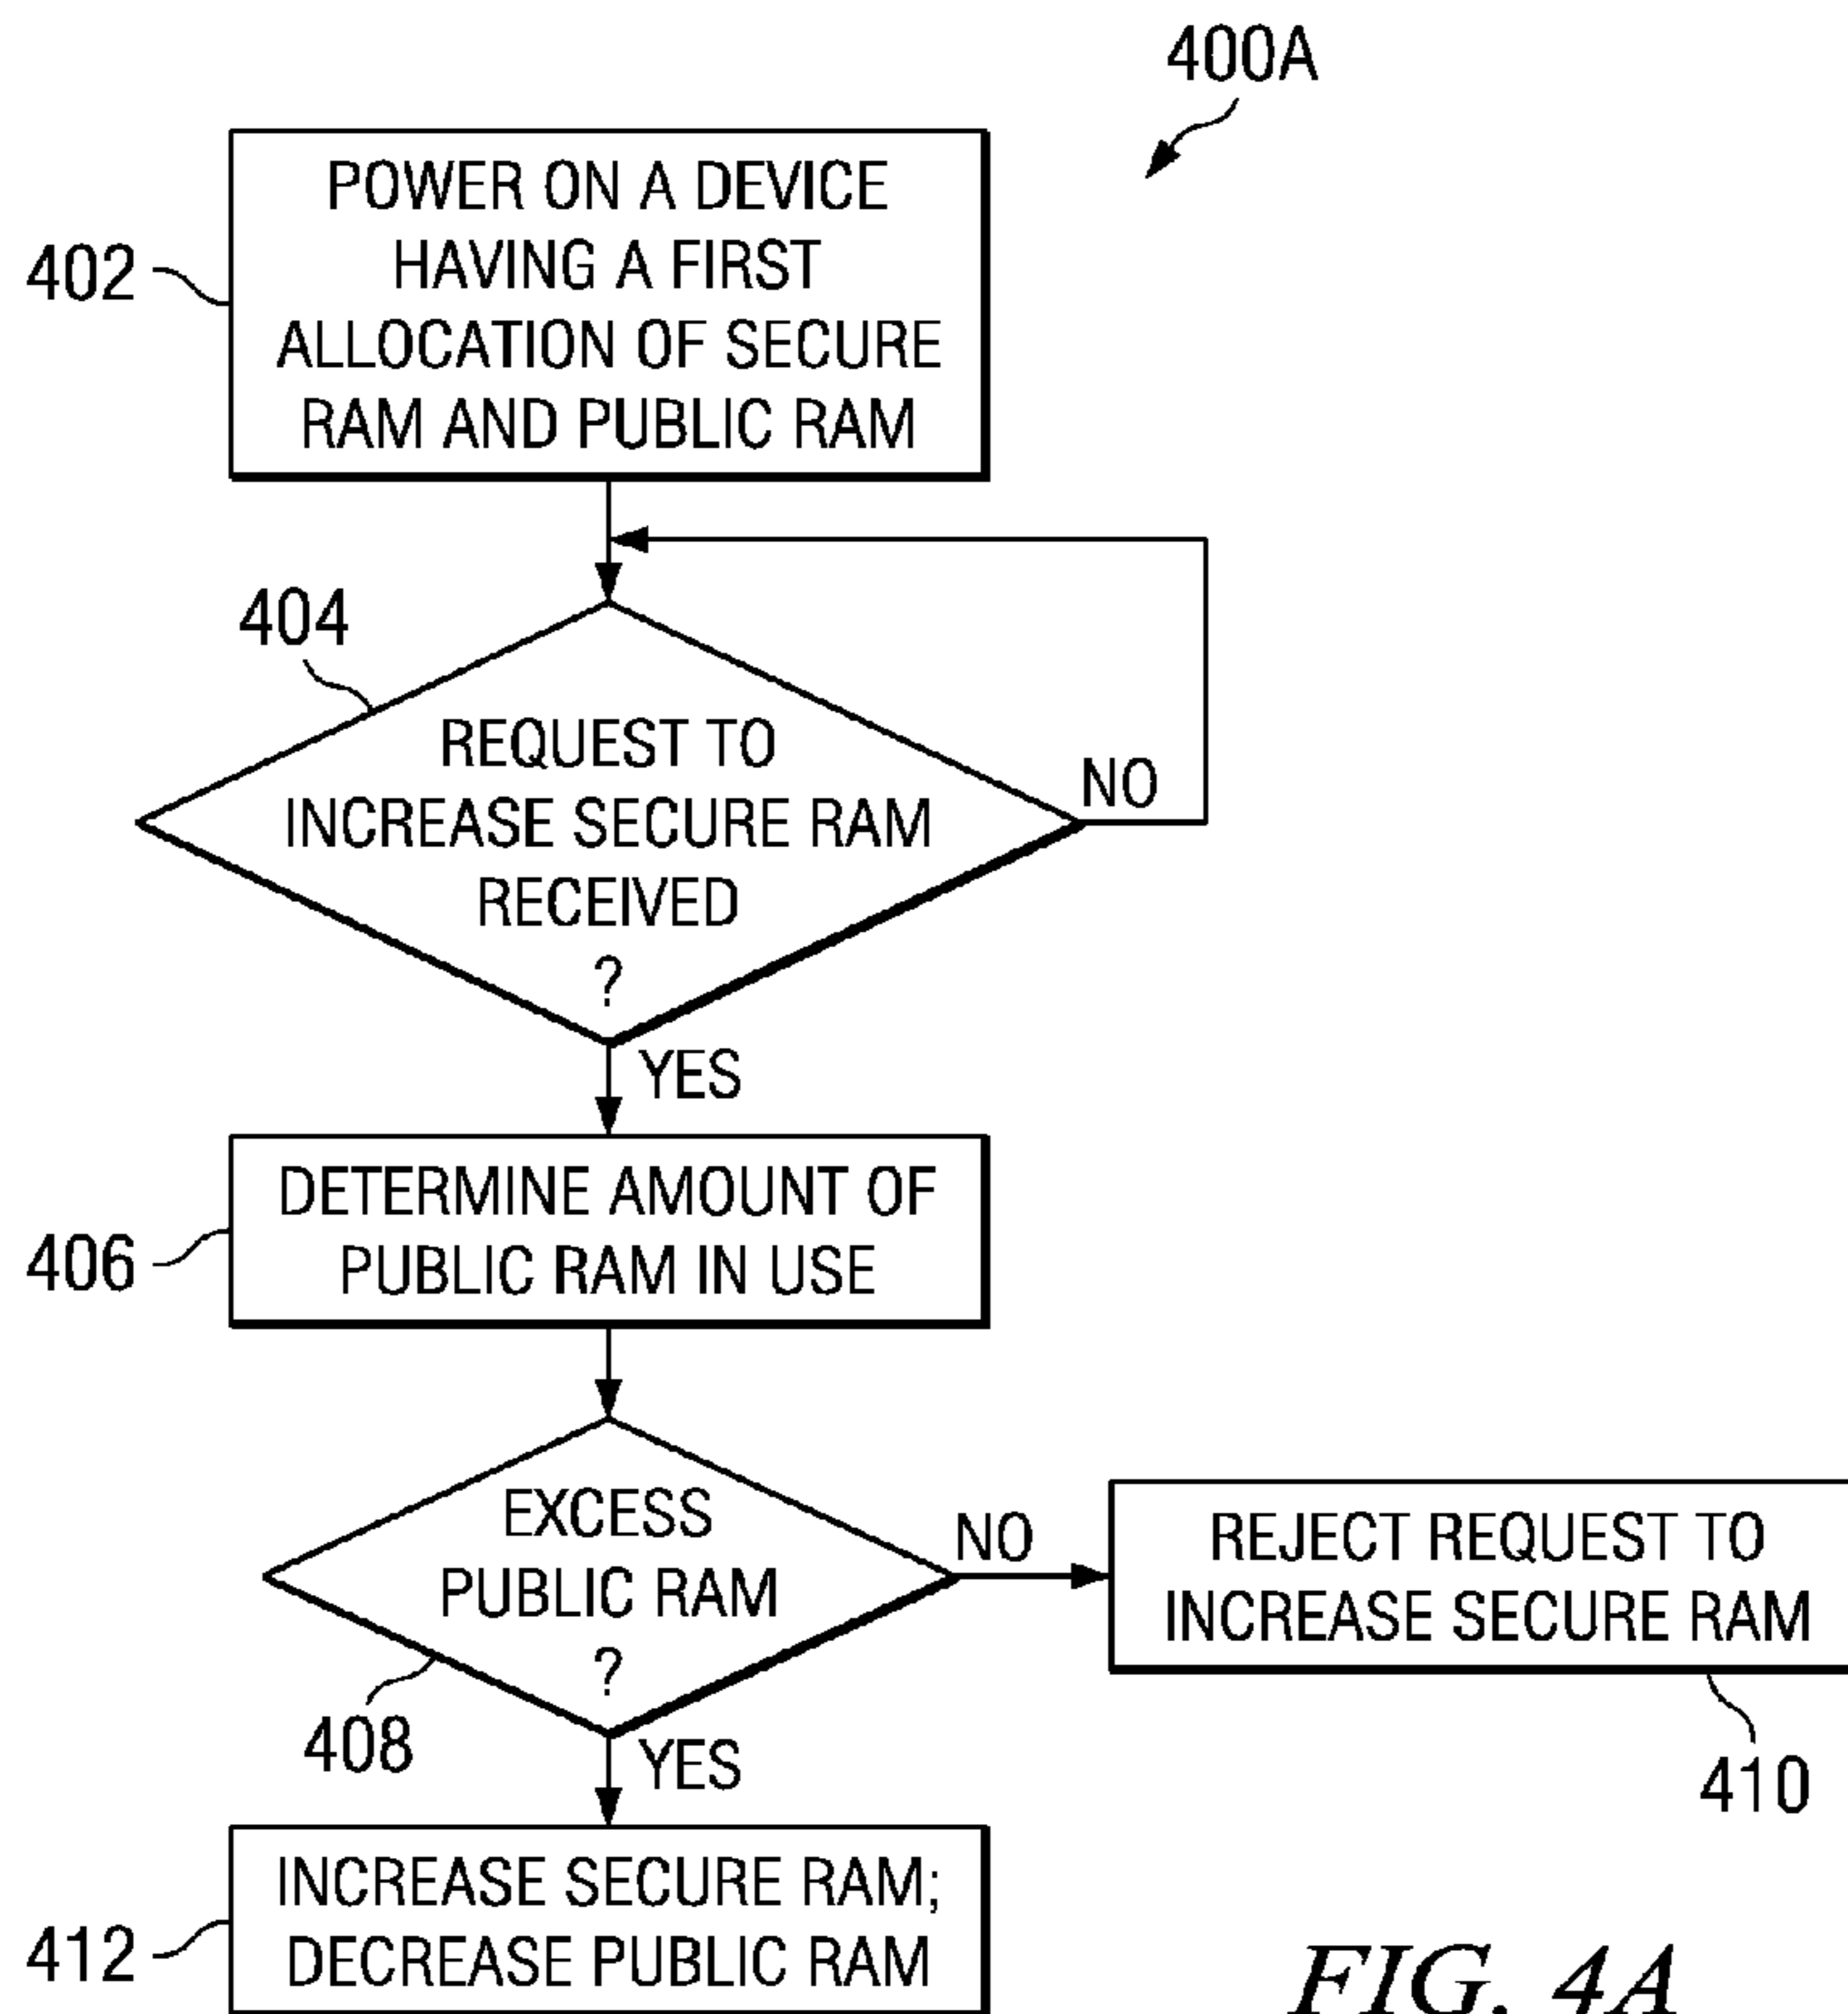 400A
402
POWER ON A DEVICE
HAVING A FIRST
ALLOCATION OF SECURE
RAM AND PUBLIC RAM
404
REQUEST TO
INCREASE SECURE RAM
RECEIVED
?
NO
YES
406
DETERMINE AMOUNT OF
PUBLIC RAM IN USE
EXCESS
PUBLIC RAM
?
408
NO
REJECT REQUEST TO
INCREASE SECURE RAM
410
YES
412
INCREASE SECURE RAM;
DECREASE PUBLIC RAM
FIG. 4A